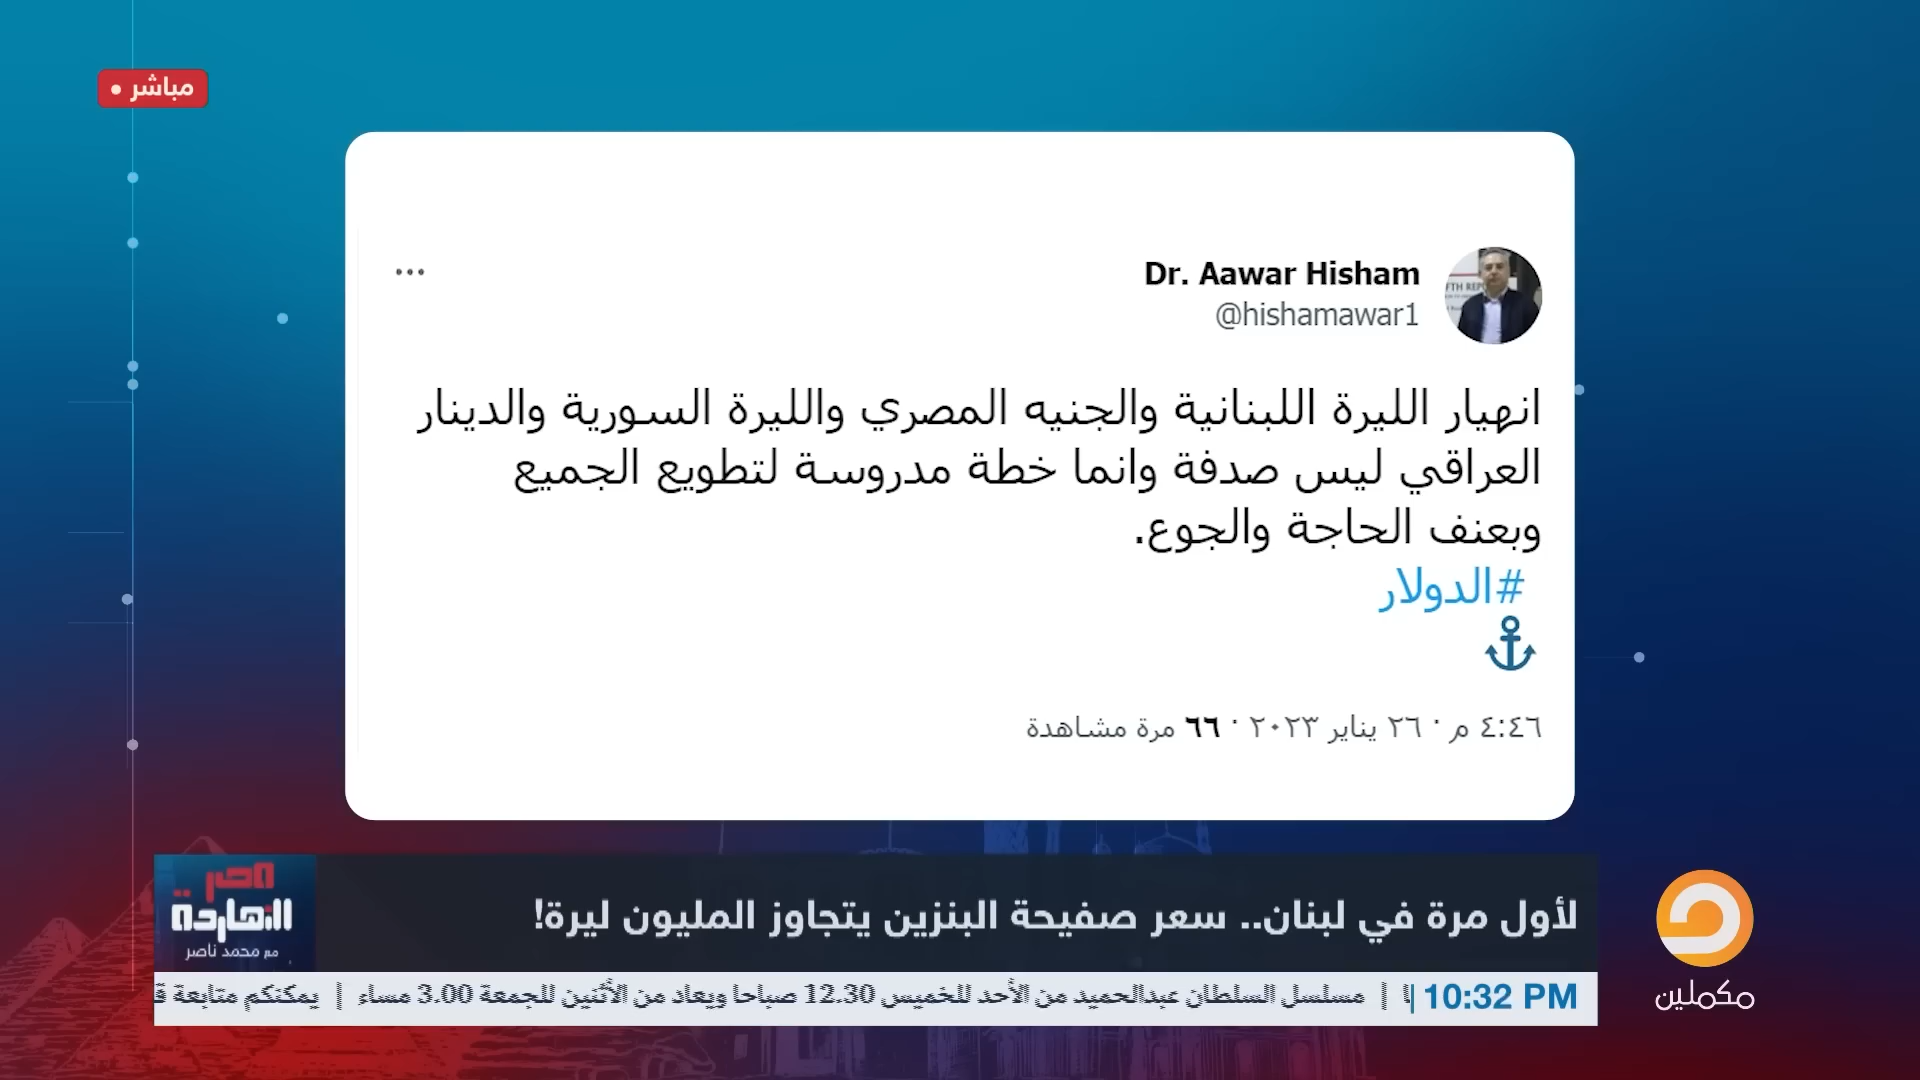 مباشر
Dr. Aawar Hisham
@hishamawar1
انهيار الليرة اللبنانية والجنيه المصري والليرة السورية والدينار
العراقي ليس صدفة وانما خطة مدروسة لتطويع الجميع
وبعنف الحاجة والجوع.
#الدولار
٤:٤٦ م · ٢٦ يناير ٢٠٢٣ · ٦٦ مرة مشاهدة
لأول مرة في لبنان.. سعر صفيحة البنزين يتجاوز المليون ليرة!
مصر
النهاردة
مع محمد ناصر
10:32 PM | مسلسل السلطان عبدالحميد من الأحد للخميس 12.30 صباحا ويعاد من الأثنين للجمعة 3.00 مساء | يمكنكم متابعة
مكملين